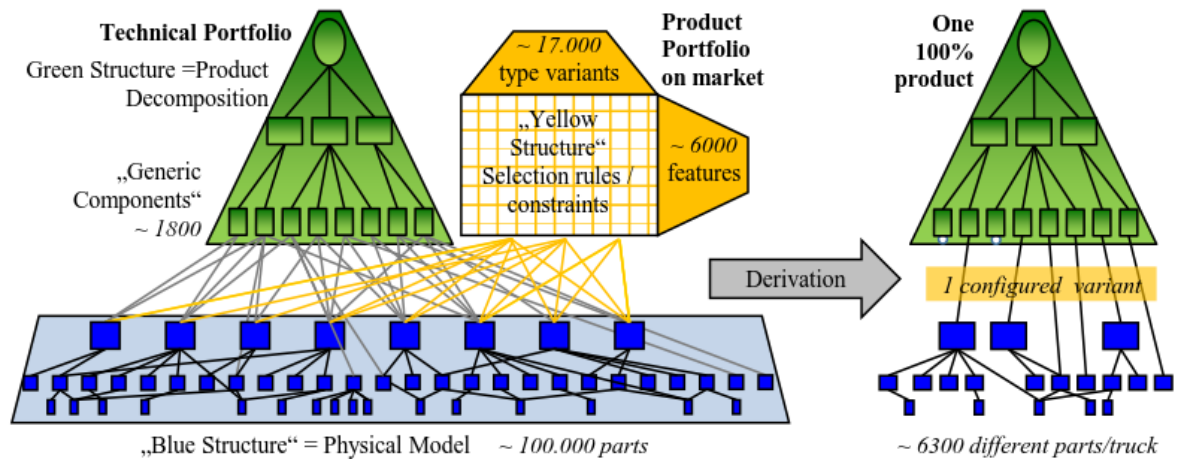 Technical Portfolio
Green Structure =Product
Decomposition
„Generic
Components“
~ 1800
~ 17.000
type variants
Product
Portfolio
on market
„Yellow
Structure“
Selection rules /
constraints
~ 6000
features
One
100%
product
Derivation
1 configured variant
„Blue Structure“ = Physical Model ~ 100.000 parts
~ 6300 different parts/truck